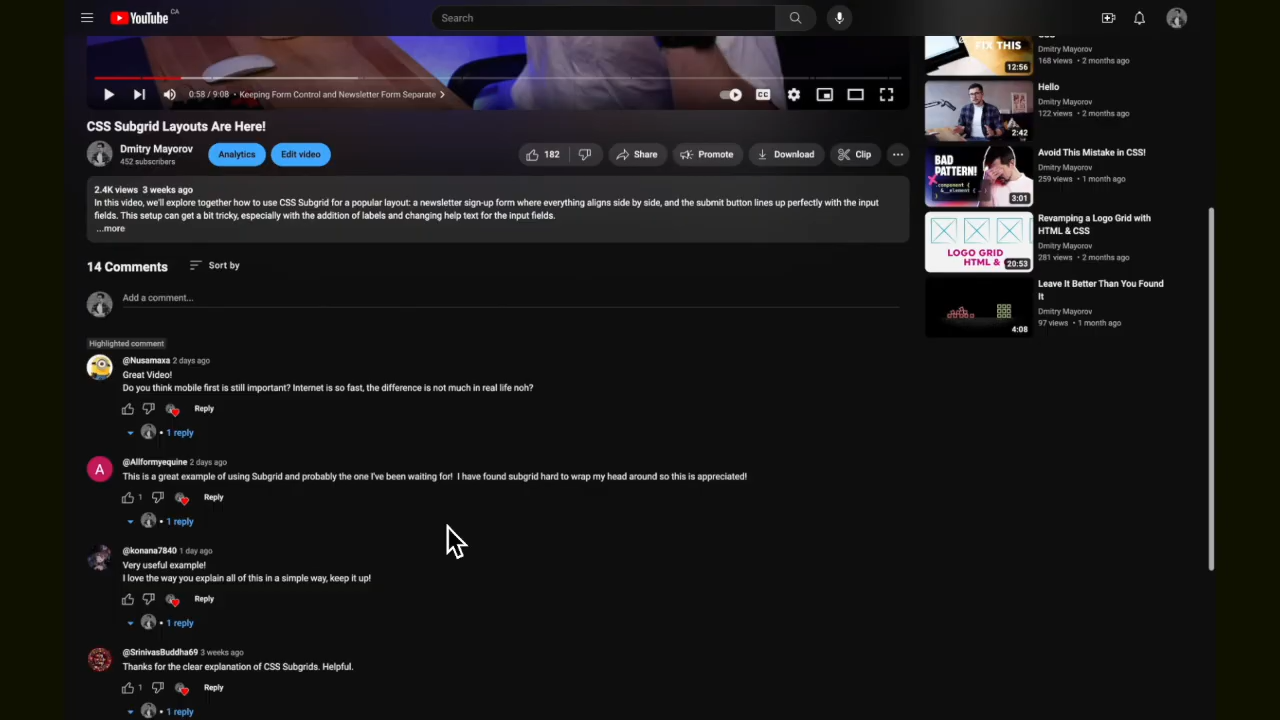 YouTube CA
Search
0:58 / 9:08 • Keeping Form Control and Newsletter Form Separate
CC
CSS Subgrid Layouts Are Here!
Dmitry Mayorov
452 subscribers
Analytics
Edit video
182
Share
Promote
Download
Clip
2.4K views 3 weeks ago
In this video, we'll explore together how to use CSS Subgrid for a popular layout: a newsletter sign-up form where everything aligns side by side, and the submit button lines up perfectly with the input
fields. This setup can get a bit tricky, especially with the addition of labels and changing help text for the input fields.
...more
14 Comments
Sort by
Add a comment...
Highlighted comment
@Nusamaxa 2 days ago
Great Video!
Do you think mobile first is still important? Internet is so fast, the difference is not much in real life noh?
Reply
• 1 reply
A
@Allformyequine 2 days ago
This is a great example of using Subgrid and probably the one I've been waiting for! I have found subgrid hard to wrap my head around so this is appreciated!
1
Reply
• 1 reply
@konana7840 1 day ago
Very useful example!
I love the way you explain all of this in a simple way, keep it up!
Reply
• 1 reply
@SrinivasBuddha69 3 weeks ago
Thanks for the clear explanation of CSS Subgrids. Helpful.
1
Reply
• 1 reply
FIX THIS
12:56
Dmitry Mayorov
168 views • 2 months ago
2:42
Hello
Dmitry Mayorov
122 views • 2 months ago
BAD
PATTERN!
.component {
&__element {
3:01
Avoid This Mistake in CSS!
Dmitry Mayorov
259 views • 1 month ago
LOGO GRID
HTML &
20:53
Revamping a Logo Grid with
HTML & CSS
Dmitry Mayorov
281 views • 2 months ago
4:08
Leave It Better Than You Found
It
Dmitry Mayorov
97 views • 1 month ago